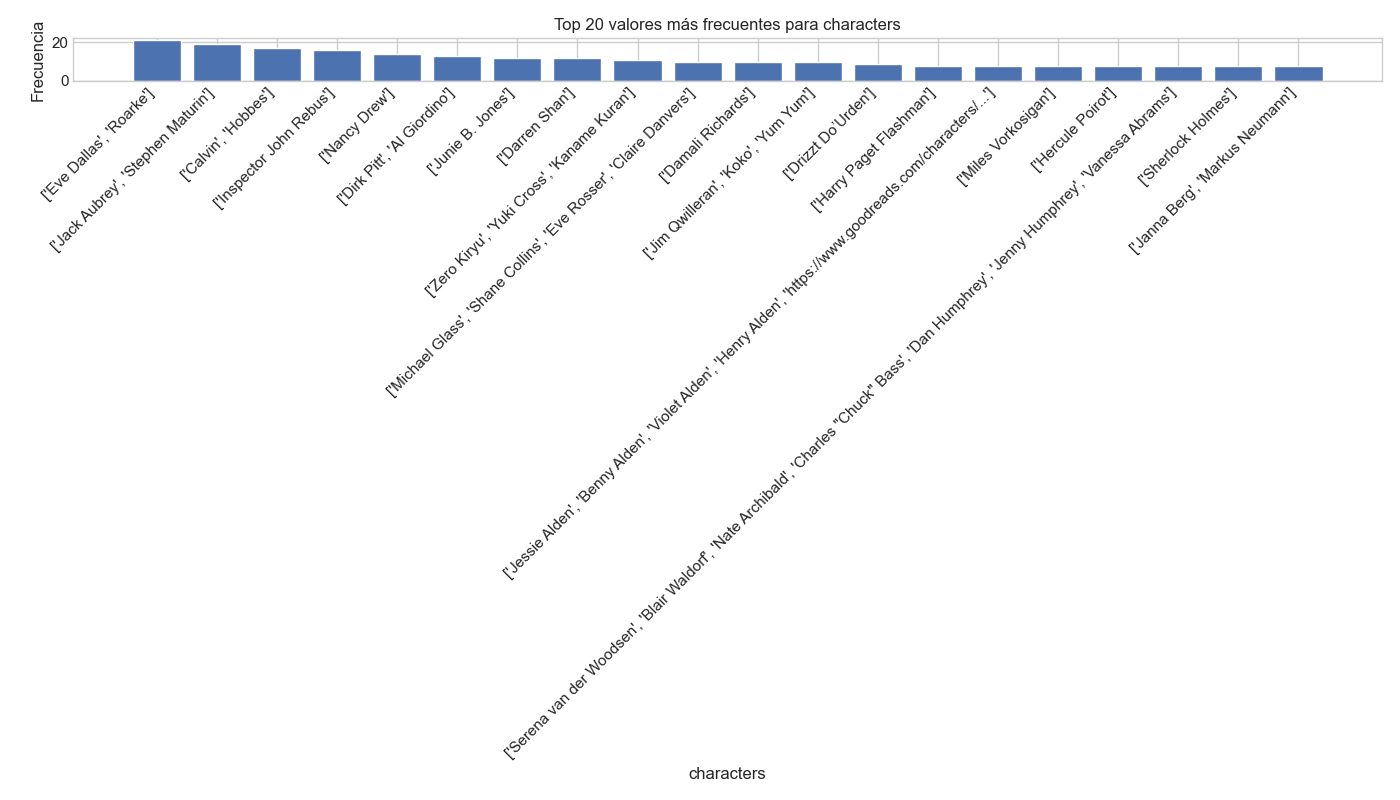 Top 20 valores más frecuentes para characters
Frecuencia
20
0
['Eve Dallas', 'Roarke']
['Jack Aubrey', 'Stephen Maturin']
['Calvin', 'Hobbes']
['Inspector John Rebus']
['Nancy Drew']
['Dirk Pitt', 'Al Giordino']
['Junie B. Jones']
['Darren Shan']
['Zero Kiryu', 'Yuki Cross', 'Kaname Kuran']
['Michael Glass', 'Shane Collins', 'Eve Rosser', 'Claire Danvers']
['Damali Richards']
['Jim Qwilleran', 'Koko', 'Yum Yum']
['Drizzt Do'Urden']
['Harry Paget Flashman']
['Jessie Alden', 'Benny Alden', 'Violet Alden', 'Henry Alden', 'https://www.goodreads.com/characters/...']
['Miles Vorkosigan']
['Hercule Poirot']
['Serena van der Woodsen', 'Blair Waldorf', 'Nate Archibald', 'Charles "Chuck" Bass', 'Dan Humphrey', 'Jenny Humphrey', 'Vanessa Abrams']
['Sherlock Holmes']
['Janna Berg', 'Markus Neumann']
characters